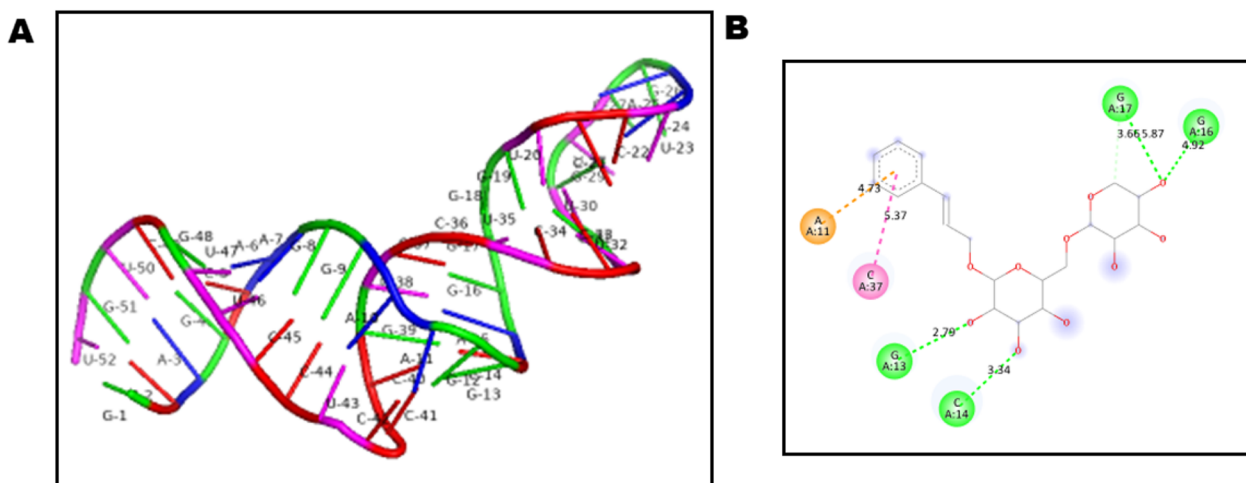 A
B
G-26
A-25
A-24
U-23
C-22
U-20
G-19
G-18
G-29
U-30
U-32
C-34
U-35
C-36
G-17
G-16
G-48
U-47
A-6
A-7
G-8
G-9
U-50
G-51
U-52
A-3
G-1
G-4
U-46
C-45
C-44
U-43
A-10
G-39
A-11
C-40
C-41
G-12
G-14
G-13
38
G
A:17
G
A:16
3.66
5.87
4.92
4.73
5.37
A
A:11
C
A:37
2.79
G
A:13
3.34
C
A:14
O
O
O
O
O
O
O
O
O
O